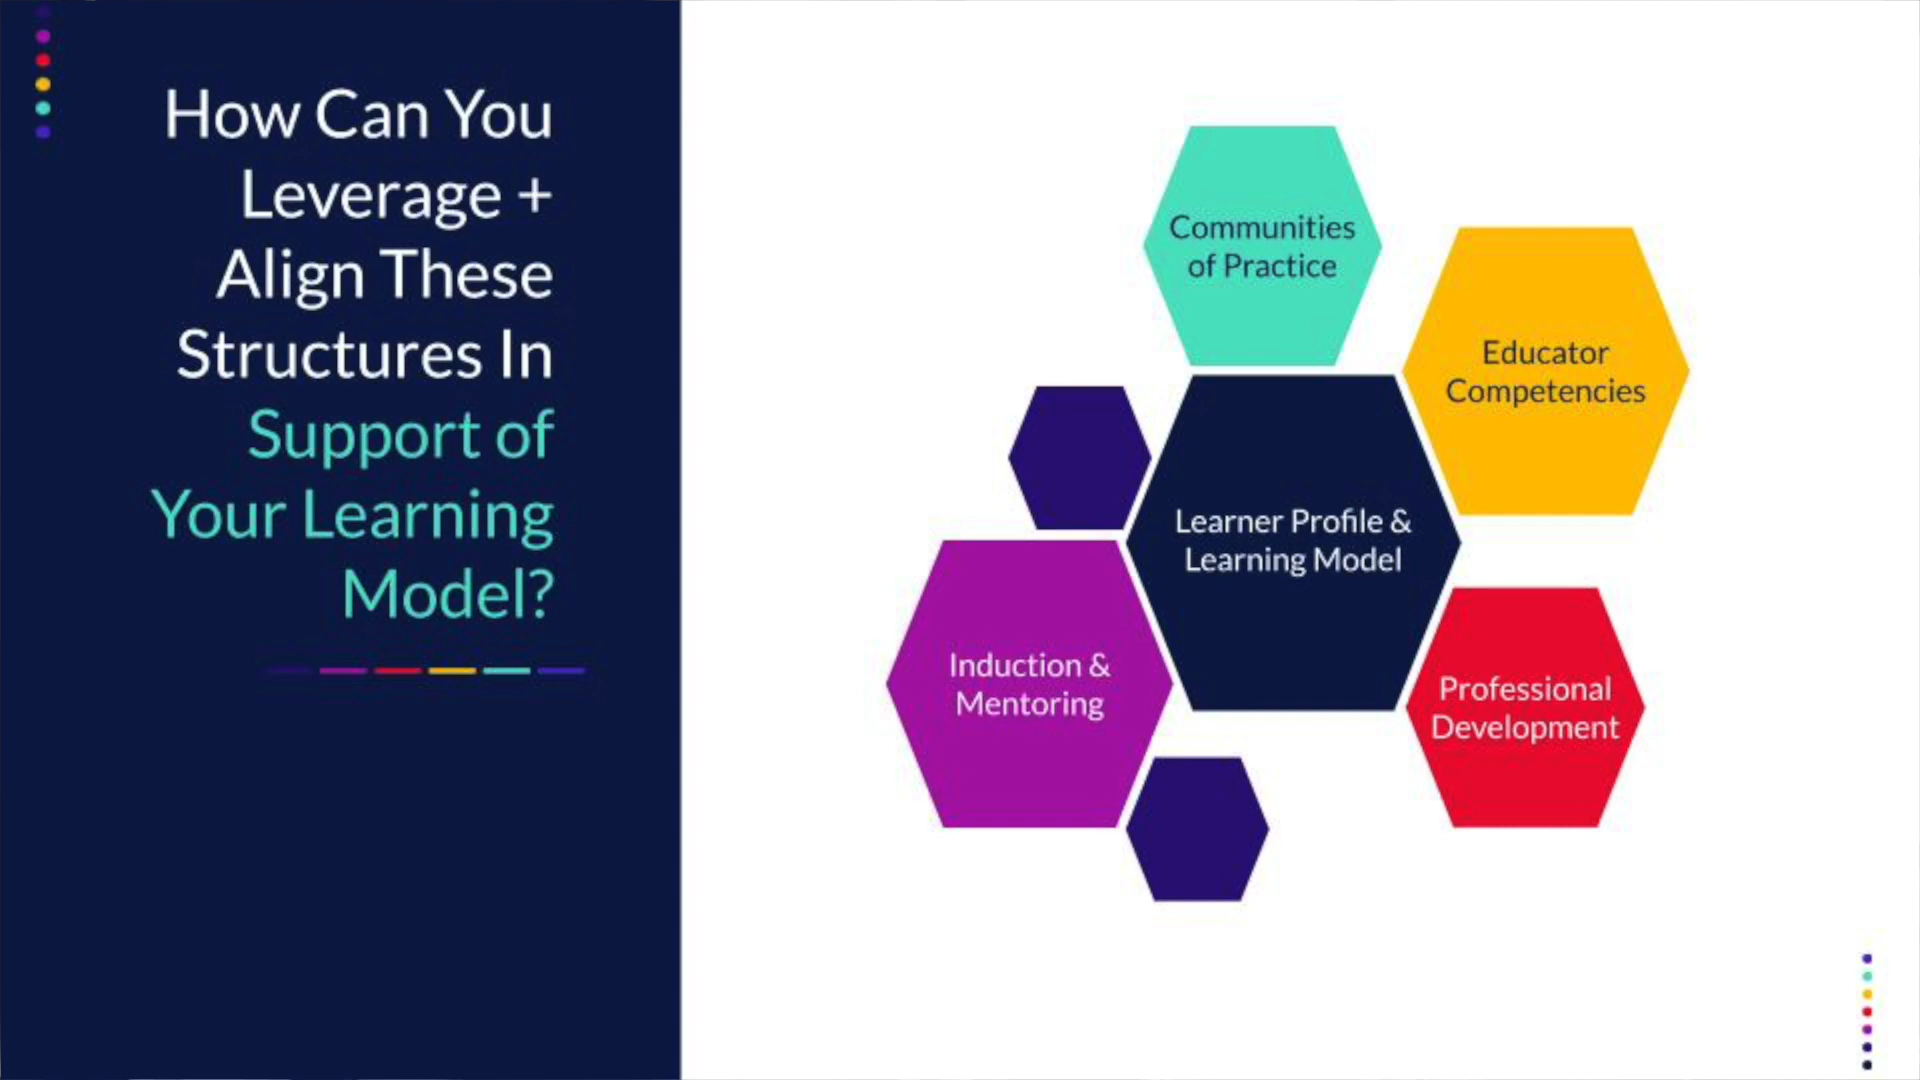 How Can You
Leverage +
Align These
Structures In
Support of
Your Learning
Model?
Communities
of Practice
Educator
Competencies
Learner Profile &
Learning Model
Induction &
Mentoring
Professional
Development